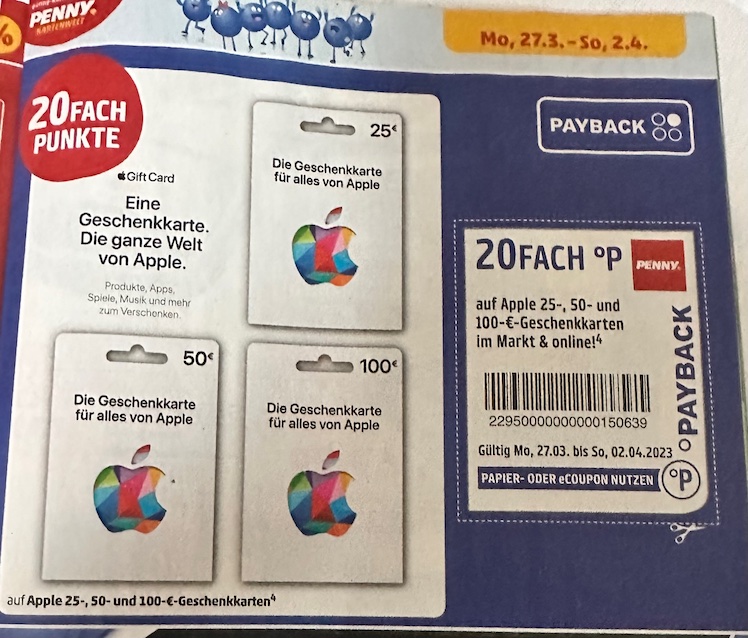 PENNY.
KARTENWELT
%
Mo, 27.3. – So, 2.4.
20FACH
PUNKTE
PAYBACK
Gift Card
Eine
Geschenkkarte.
Die ganze Welt
von Apple.
Produkte, Apps,
Spiele, Musik und mehr
zum Verschenken.
25€
Die Geschenkkarte
für alles von Apple
50€
Die Geschenkkarte
für alles von Apple
100€
Die Geschenkkarte
für alles von Apple
auf Apple 25-, 50- und 100-€-Geschenkkarten⁴
20FACH °P
PENNY.
auf Apple 25-, 50- und
100-€-Geschenkkarten
im Markt & online!⁴
22950000000000150639
Gültig Mo, 27.03. bis So, 02.04.2023
PAPIER- ODER eCOUPON NUTZEN
°P
PAYBACK